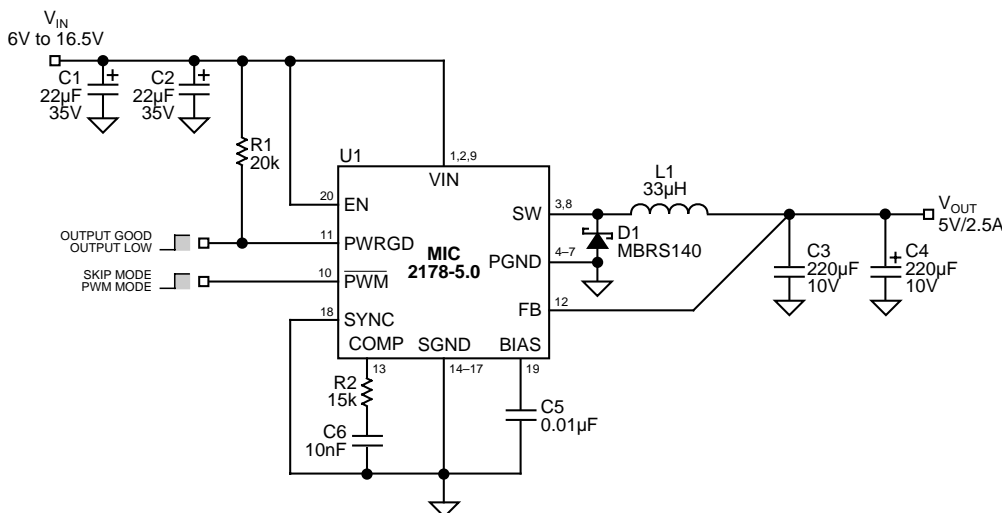 VIN
6V to 16.5V
C1
22µF
35V
C2
22µF
35V
R1
20k
U1
1,2,9
VIN
20
EN
11
PWRGD
10
PWM
18
SYNC
MIC
2178-5.0
SW
3,8
PGND
4–7
FB
12
COMP
13
SGND
14–17
BIAS
19
OUTPUT GOOD
OUTPUT LOW
SKIP MODE
PWM MODE
L1
33µH
D1
MBRS140
VOUT
5V/2.5A
C3
220µF
10V
C4
220µF
10V
R2
15k
C6
10nF
C5
0.01µF